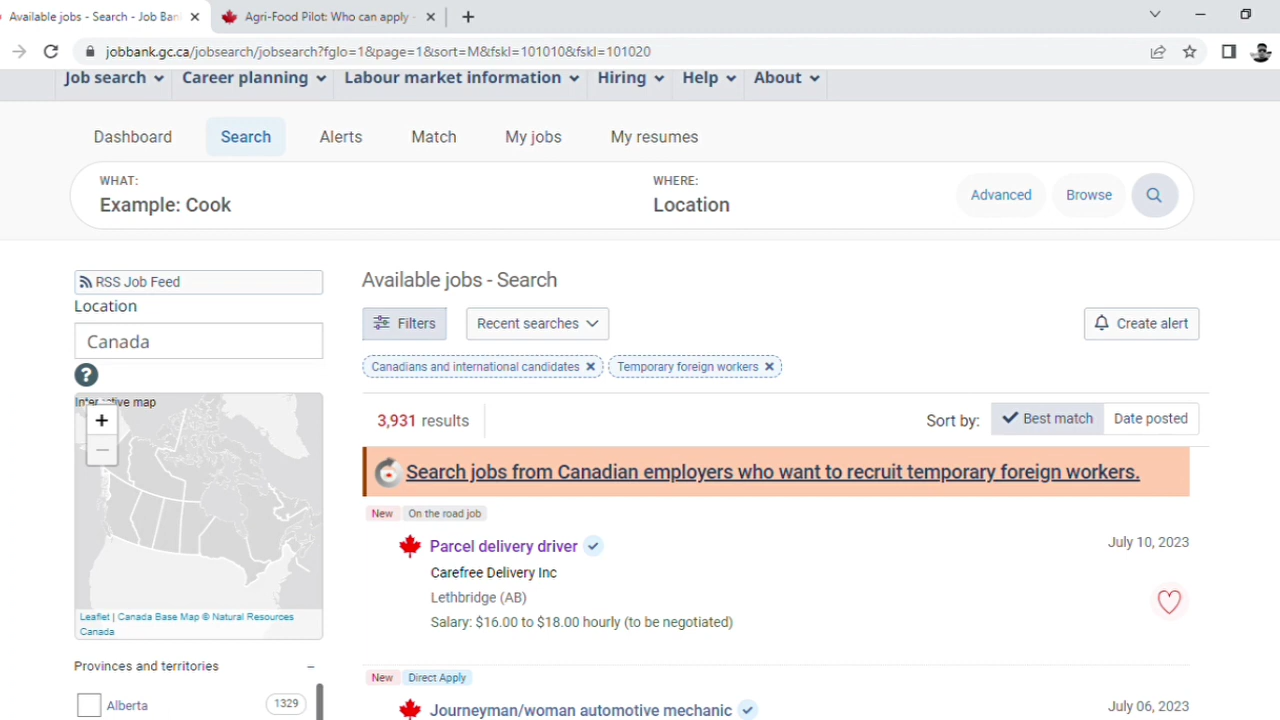 Available jobs - Search - Job Ban
Agri-Food Pilot: Who can apply -
jobbank.gc.ca/jobsearch/jobsearch?fglo=1&page=1&sort=M&fskl=101010&fskl=101020
Job search Career planning Labour market information Hiring Help About
Dashboard Search Alerts Match My jobs My resumes
WHAT:
Example: Cook
WHERE:
Location
Advanced Browse
RSS Job Feed
Location
Canada
?
Interactive map
+
−
Leaflet | Canada Base Map © Natural Resources
Canada
Provinces and territories −
Alberta 1329
Available jobs - Search
Filters Recent searches Create alert
Canadians and international candidates × Temporary foreign workers ×
3,931 results Sort by: Best match Date posted
Search jobs from Canadian employers who want to recruit temporary foreign workers.
New On the road job
Parcel delivery driver July 10, 2023
Carefree Delivery Inc
Lethbridge (AB)
Salary: $16.00 to $18.00 hourly (to be negotiated)
New Direct Apply
Journeyman/woman automotive mechanic July 06, 2023